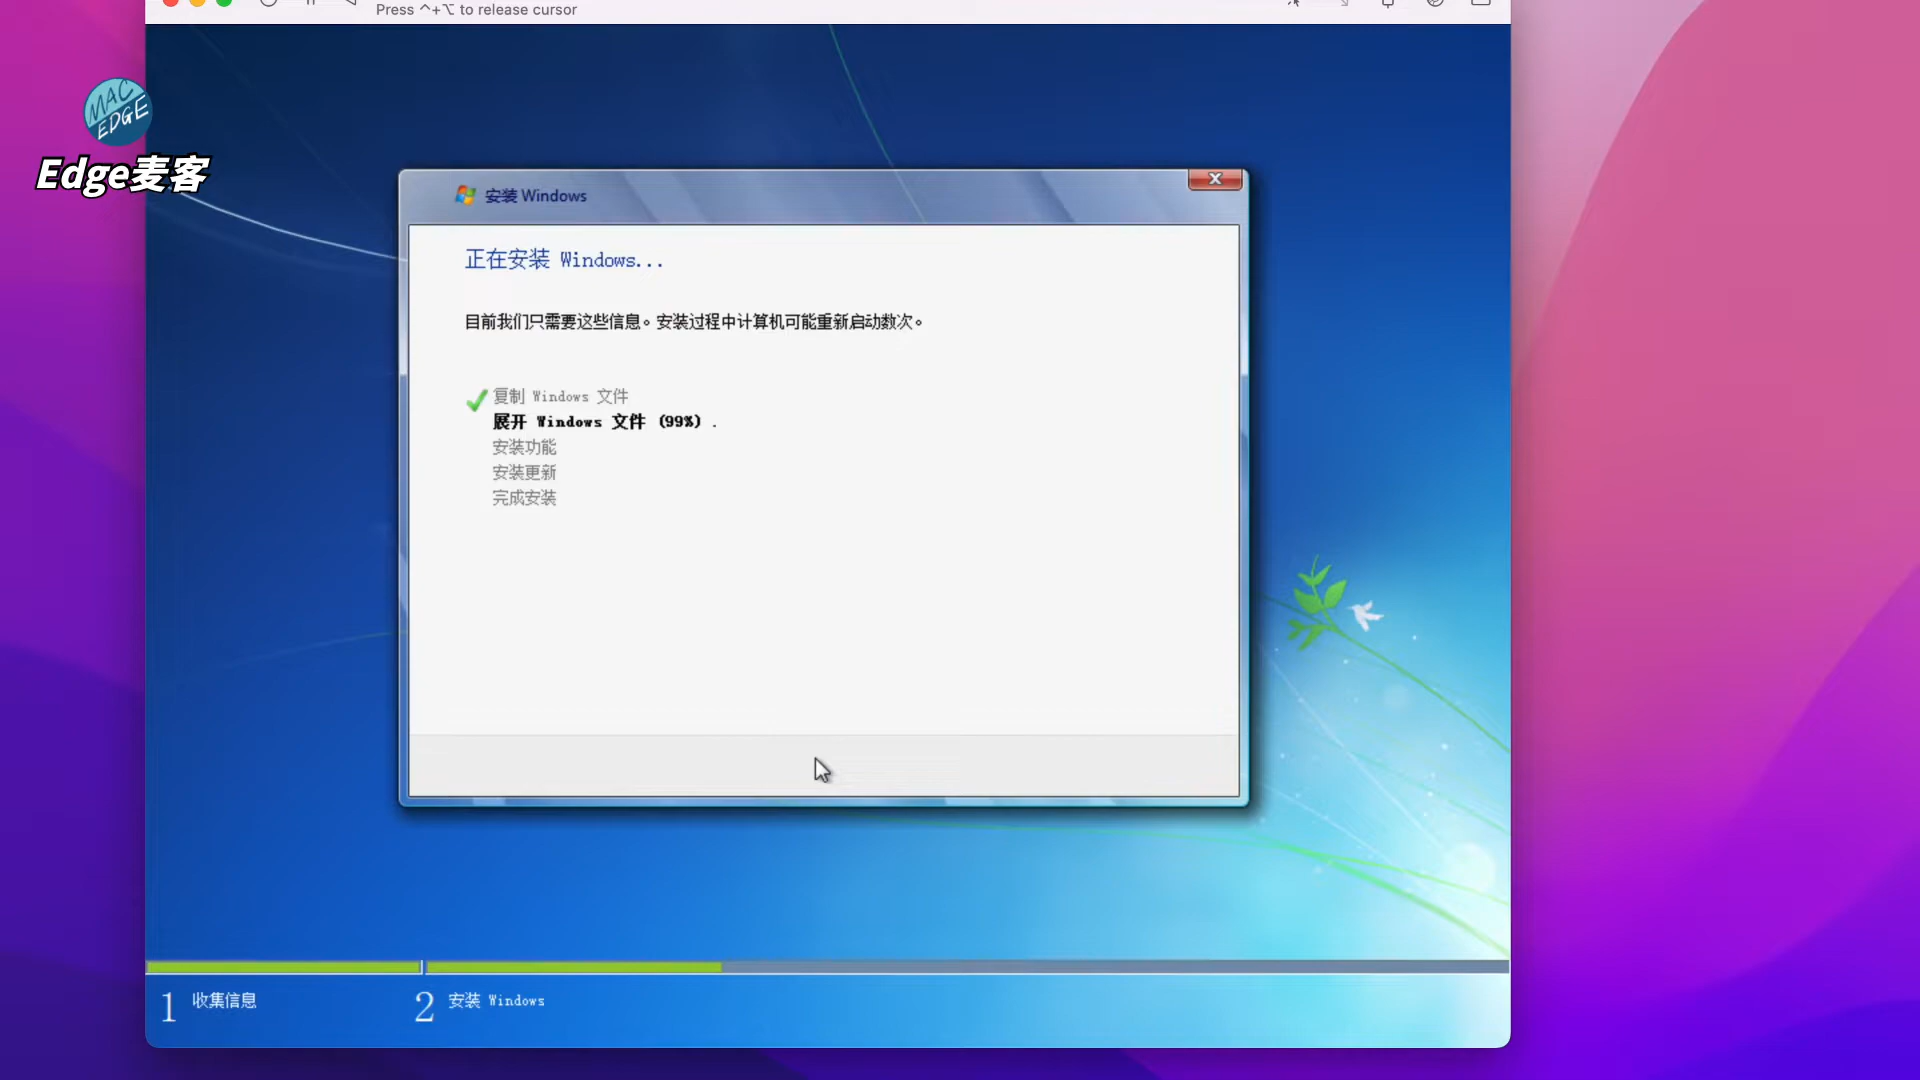 Press ^+⌥ to release cursor
MAC
EDGE
Edge麦客
安装 Windows
正在安装 Windows...
目前我们只需要这些信息。安装过程中计算机可能重新启动数次。
复制 Windows 文件
展开 Windows 文件 (99%) .
安装功能
安装更新
完成安装
1 收集信息
2 安装 Windows